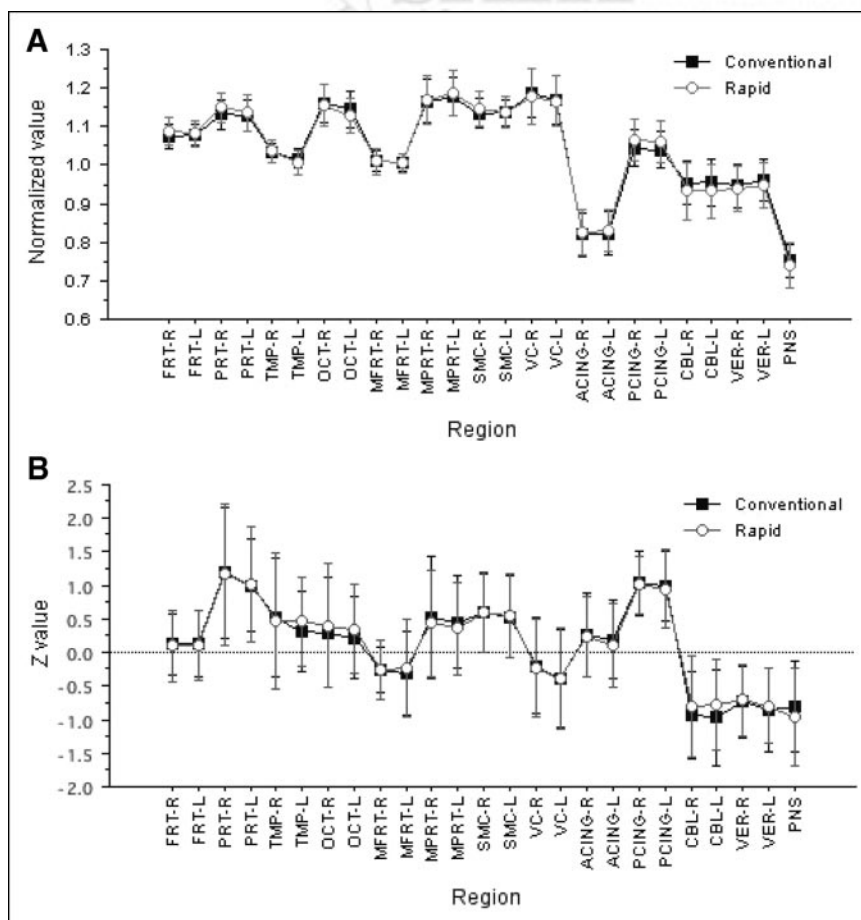 A
1.3
1.2
1.1
1.0
0.9
0.8
0.7
0.6
Normalized value
Conventional
Rapid
FRT-R
FRT-L
PRT-R
PRT-L
TMP-R
TMP-L
OCT-R
OCT-L
MFRT-R
MFRT-L
MPRT-R
MPRT-L
SMC-R
SMC-L
VC-R
VC-L
ACING-R
ACING-L
PCING-R
PCING-L
CBL-R
CBL-L
VER-R
VER-L
PNS
Region
B
2.5
2.0
1.5
1.0
0.5
0.0
-0.5
-1.0
-1.5
-2.0
Z value
Conventional
Rapid
FRT-R
FRT-L
PRT-R
PRT-L
TMP-R
TMP-L
OCT-R
OCT-L
MFRT-R
MFRT-L
MPRT-R
MPRT-L
SMC-R
SMC-L
VC-R
VC-L
ACING-R
ACING-L
PCING-R
PCING-L
CBL-R
CBL-L
VER-R
VER-L
PNS
Region